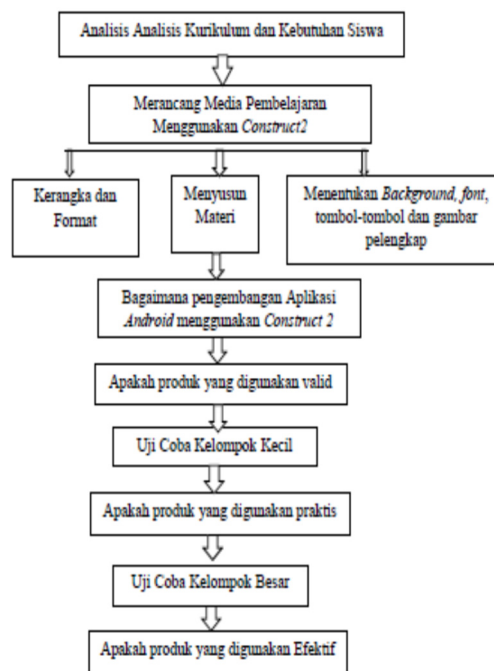 Analisis Analisis Kurikulum dan Kebutuhan Siswa
Merancang Media Pembelajaran
Menggunakan Construct2
Kerangka dan
Format
Menyusun
Materi
Menentukan Background, font,
tombol-tombol dan gambar
pelengkap
Bagaimana pengembangan Aplikasi
Android menggunakan Construct 2
Apakah produk yang digunakan valid
Uji Coba Kelompok Kecil
Apakah produk yang digunakan praktis
Uji Coba Kelompok Besar
Apakah produk yang digunakan Efektif